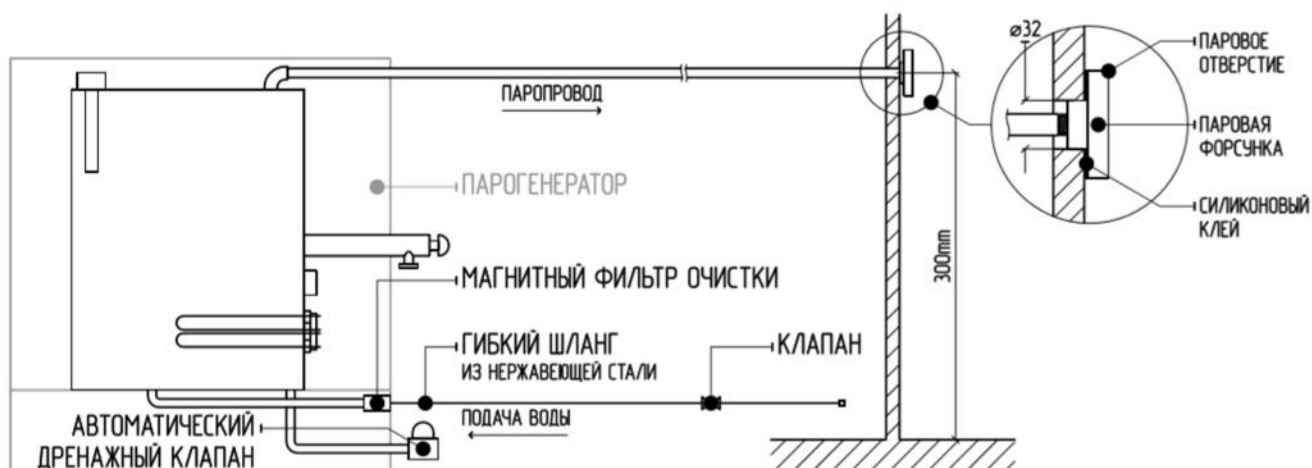 ø32
ПАРОВОЕ
ОТВЕРСТИЕ
ПАРОПРОВОД
ПАРОВАЯ
ФОРСУНКА
ПАРОГЕНЕРАТОР
СИЛИКОНОВЫЙ
КЛЕЙ
300mm
МАГНИТНЫЙ ФИЛЬТР ОЧИСТКИ
ГИБКИЙ ШЛАНГ
ИЗ НЕРЖАВЕЮЩЕЙ СТАЛИ
КЛАПАН
ПОДАЧА ВОДЫ
АВТОМАТИЧЕСКИЙ
ДРЕНАЖНЫЙ КЛАПАН